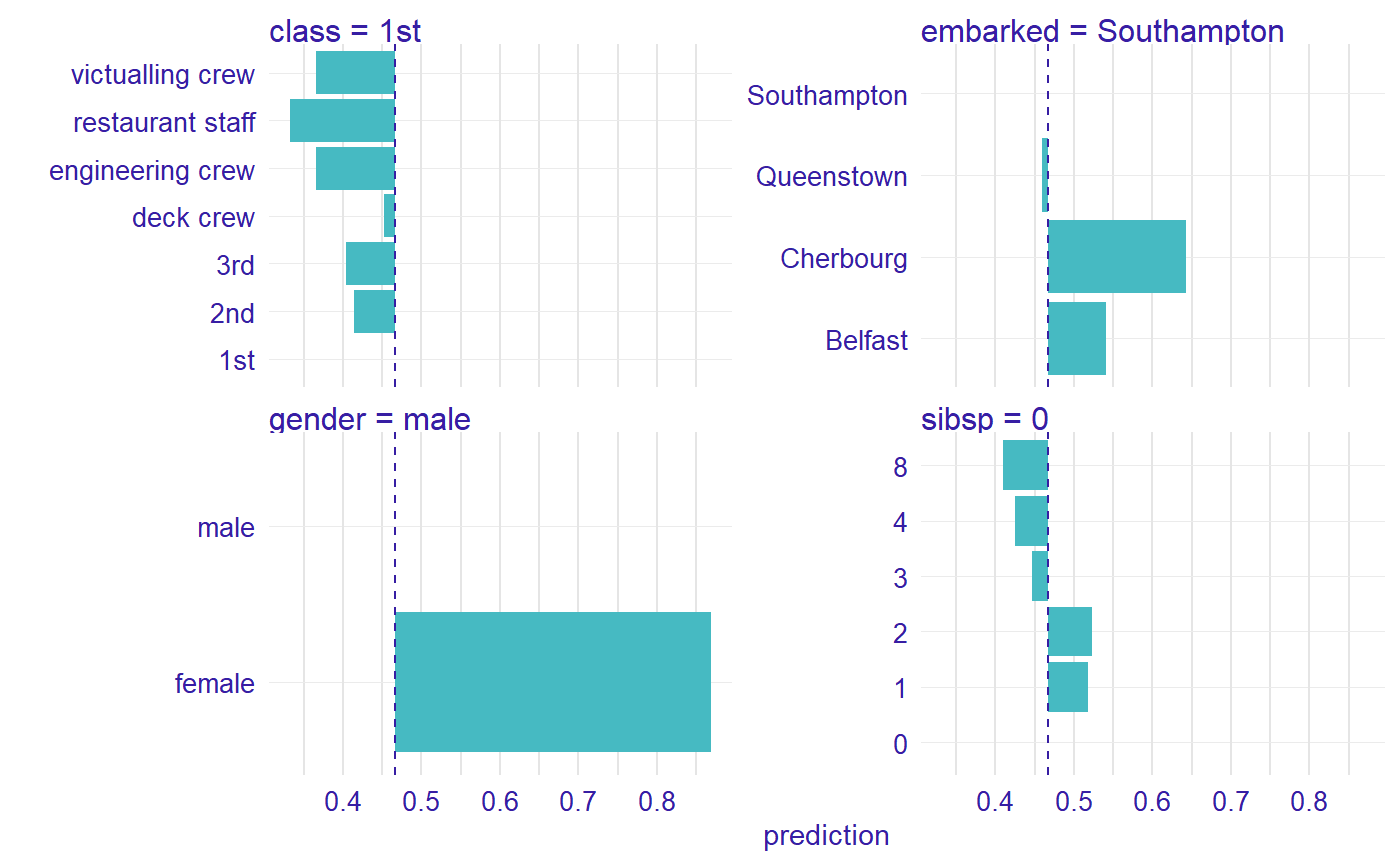 class = 1st
victualling crew
restaurant staff
engineering crew
deck crew
3rd
2nd
1st
embarked = Southampton
Southampton
Queenstown
Cherbourg
Belfast
gender = male
male
female
0.4 0.5 0.6 0.7 0.8
sibsp = 0
8
4
3
2
1
0
0.4 0.5 0.6 0.7 0.8
prediction